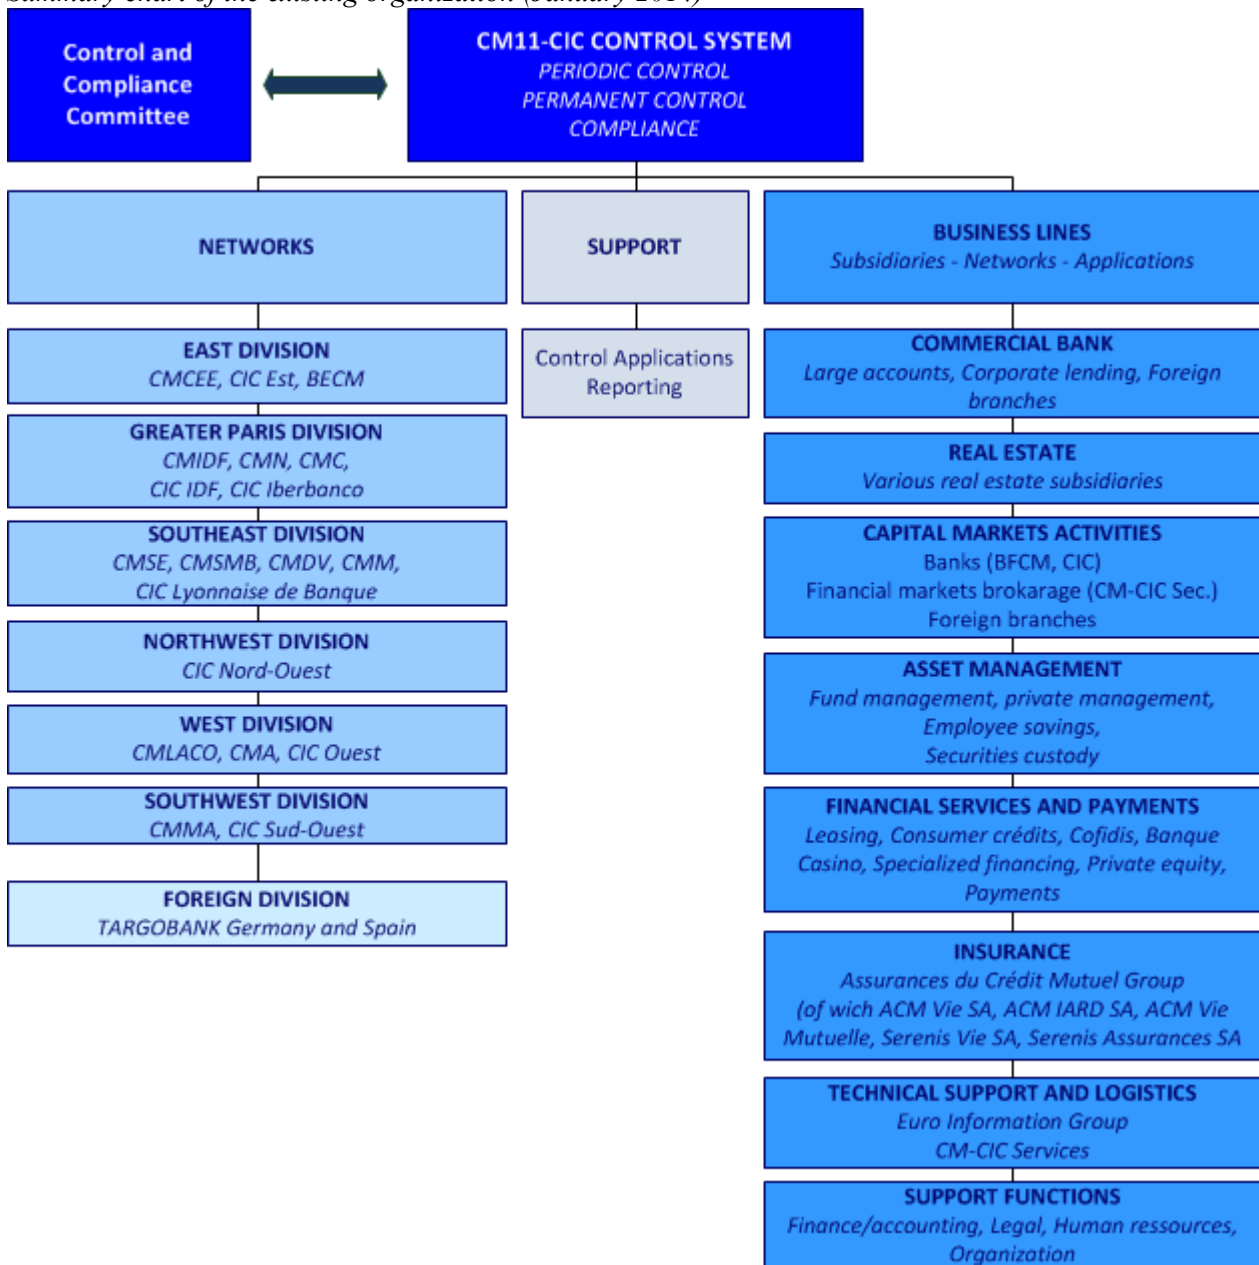 Summary chart of the existing organization (January 2014)
Control and
Compliance
Committee
CM11-CIC CONTROL SYSTEM
PERIODIC CONTROL
PERMANENT CONTROL
COMPLIANCE
NETWORKS
EAST DIVISION
CMCEE, CIC Est, BECM
GREATER PARIS DIVISION
CMIDF, CMN, CMC,
CIC IDF, CIC Iberbanco
SOUTHEAST DIVISION
CMSE, CMSMB, CMDV, CMM,
CIC Lyonnaise de Banque
NORTHWEST DIVISION
CIC Nord-Ouest
WEST DIVISION
CMLACO, CMA, CIC Ouest
SOUTHWEST DIVISION
CMMA, CIC Sud-Ouest
FOREIGN DIVISION
TARGOBANK Germany and Spain
SUPPORT
Control Applications
Reporting
BUSINESS LINES
Subsidiaries - Networks - Applications
COMMERCIAL BANK
Large accounts, Corporate lending, Foreign
branches
REAL ESTATE
Various real estate subsidiaries
CAPITAL MARKETS ACTIVITIES
Banks (BFCM, CIC)
Financial markets brokarage (CM-CIC Sec.)
Foreign branches
ASSET MANAGEMENT
Fund management, private management,
Employee savings,
Securities custody
FINANCIAL SERVICES AND PAYMENTS
Leasing, Consumer crédits, Cofidis, Banque
Casino, Specialized financing, Private equity,
Payments
INSURANCE
Assurances du Crédit Mutuel Group
(of wich ACM Vie SA, ACM IARD SA, ACM Vie
Mutuelle, Serenis Vie SA, Serenis Assurances SA
TECHNICAL SUPPORT AND LOGISTICS
Euro Information Group
CM-CIC Services
SUPPORT FUNCTIONS
Finance/accounting, Legal, Human ressources,
Organization